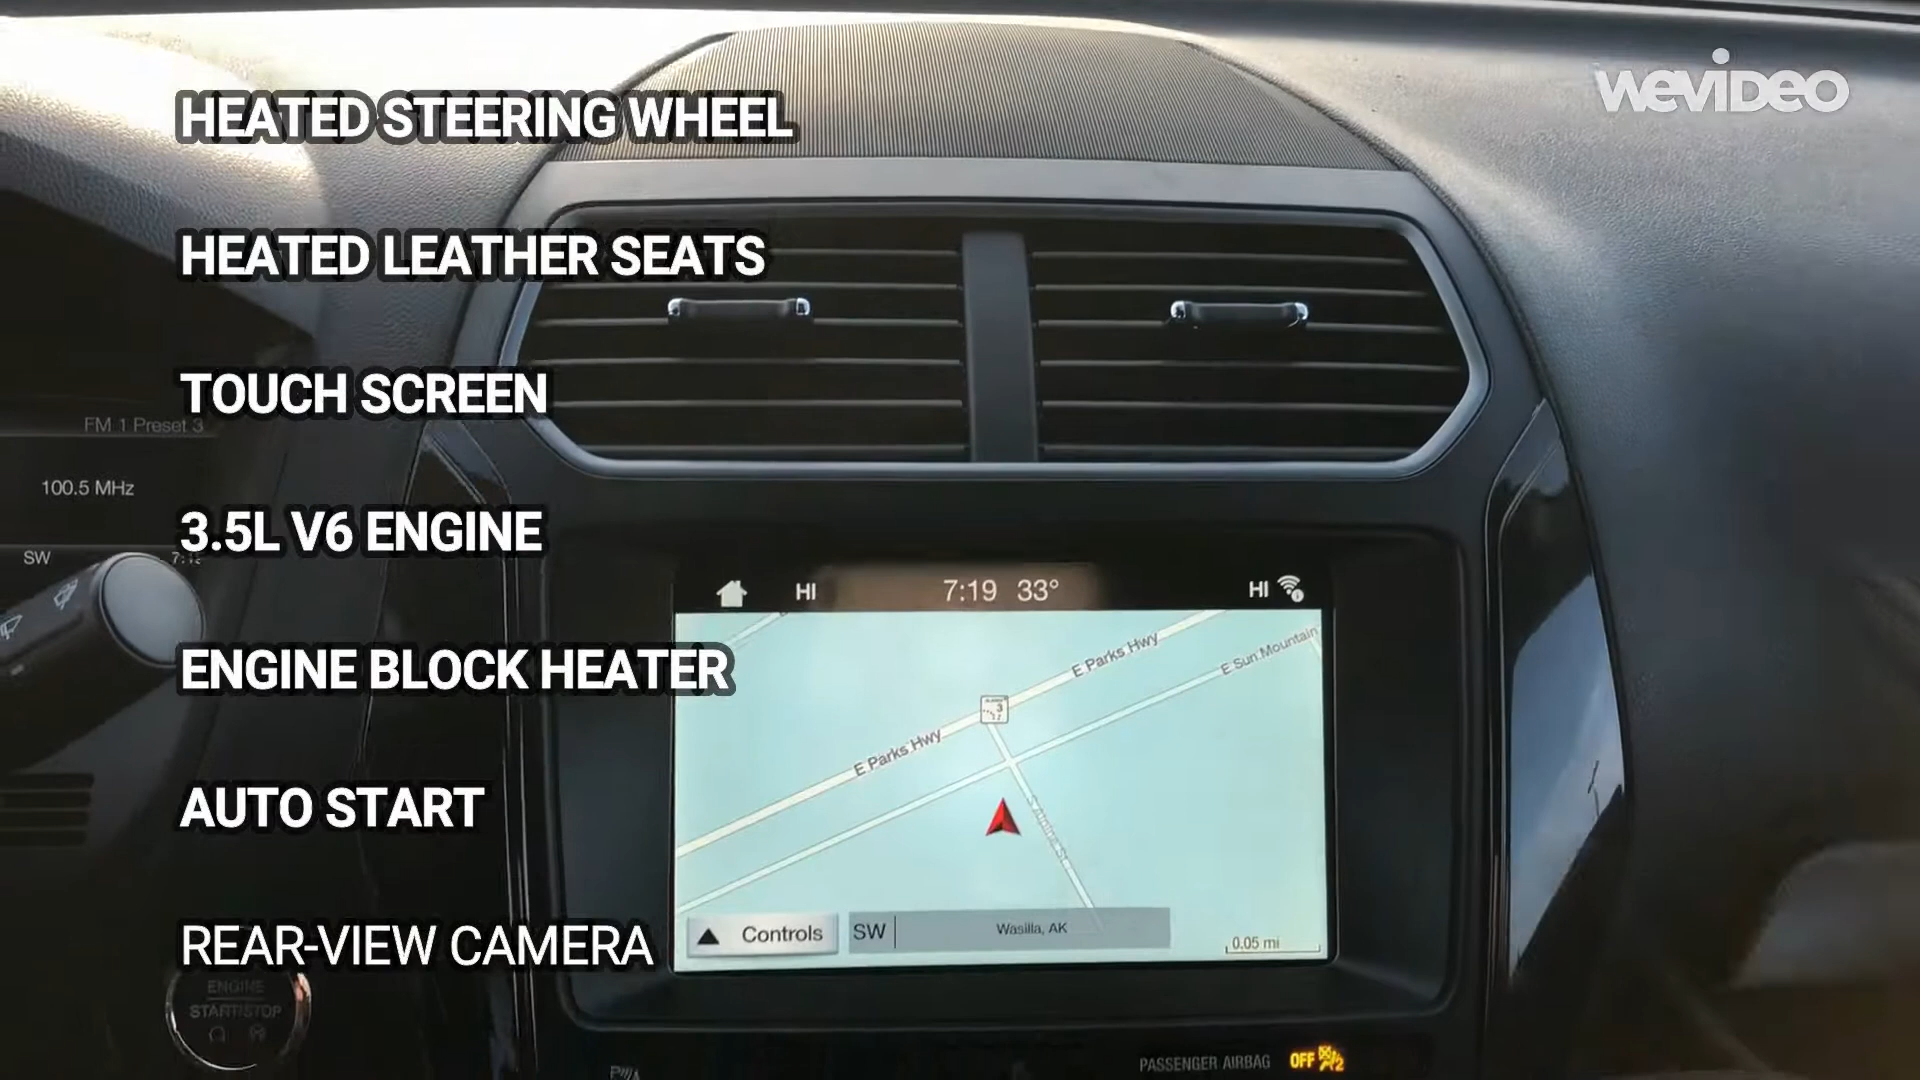 WEVIDEO
HEATED STEERING WHEEL
HEATED LEATHER SEATS
TOUCH SCREEN
FM 1 Preset 3
100.5 MHz
3.5L V6 ENGINE
SW
HI 7:19 33° HI
E Parks Hwy
E Sun Mountain
3
E Parks Hwy
ENGINE BLOCK HEATER
AUTO START
REAR-VIEW CAMERA
Controls SW Wasilla, AK
0.05 mi
ENGINE
START/STOP
PASSENGER AIRBAG OFF 2